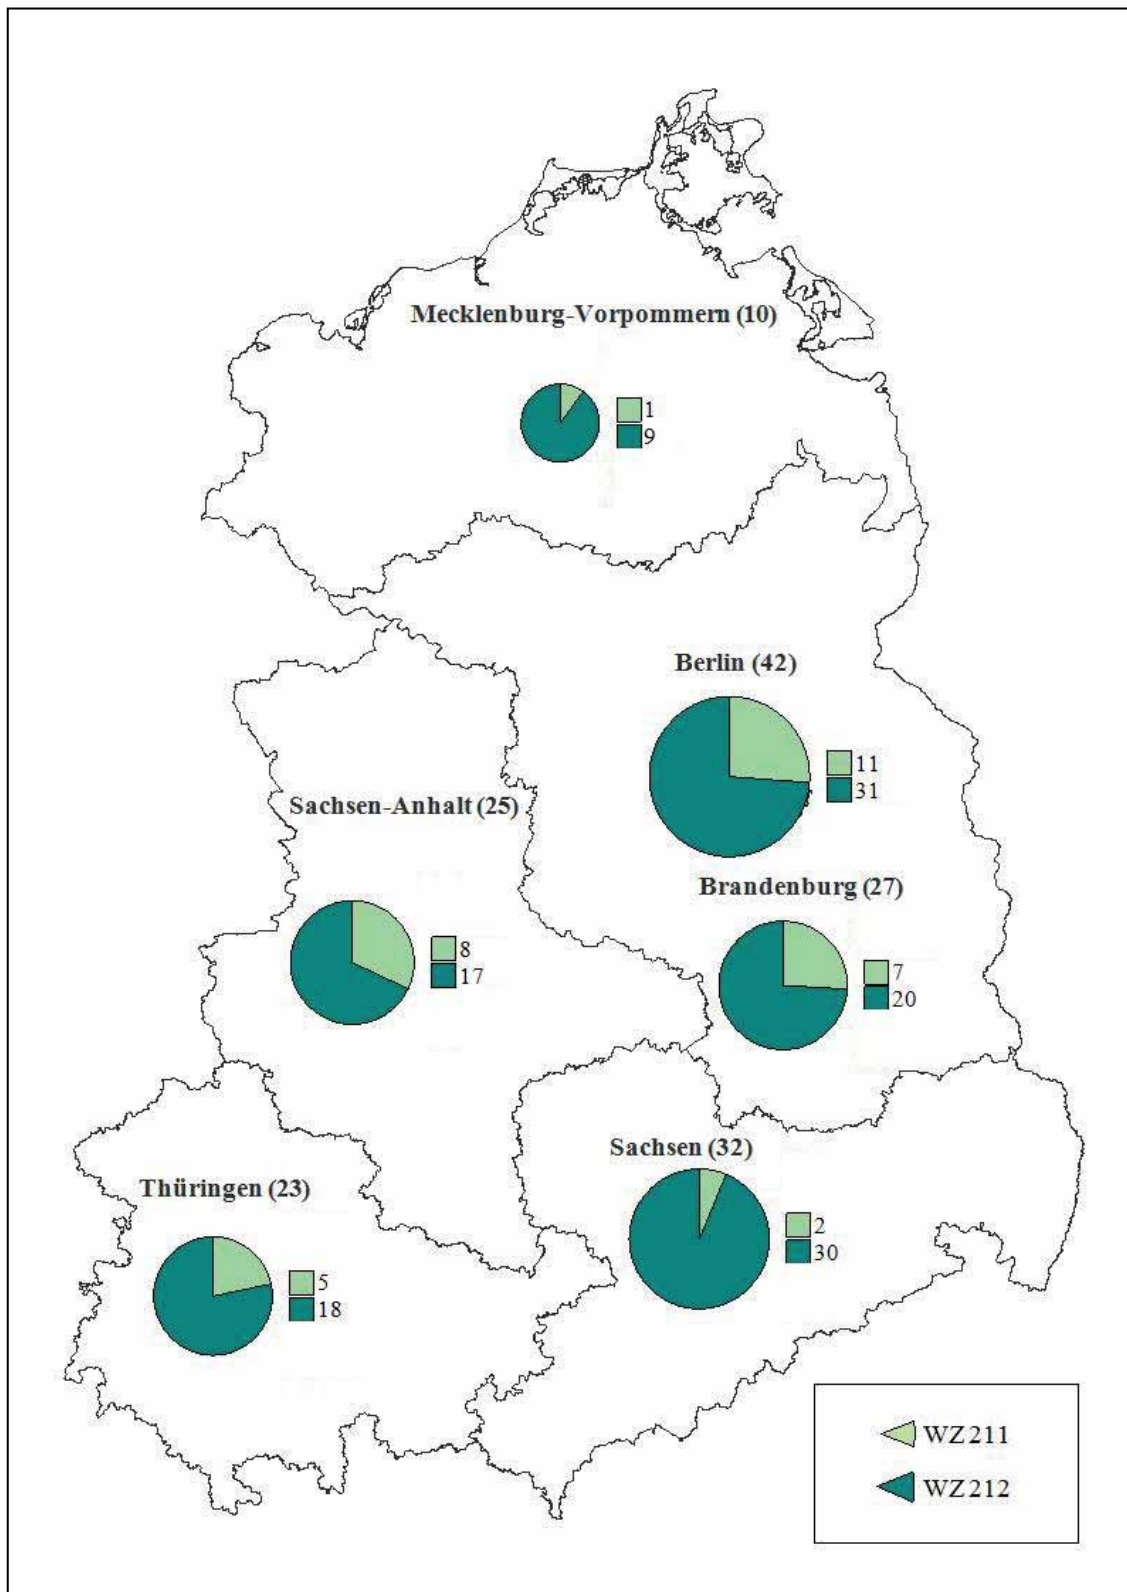 Mecklenburg-Vorpommern (10)
1
9
Berlin (42)
11
31
Sachsen-Anhalt (25)
8
17
Brandenburg (27)
7
20
Sachsen (32)
2
30
Thüringen (23)
5
18
WZ 211
WZ 212